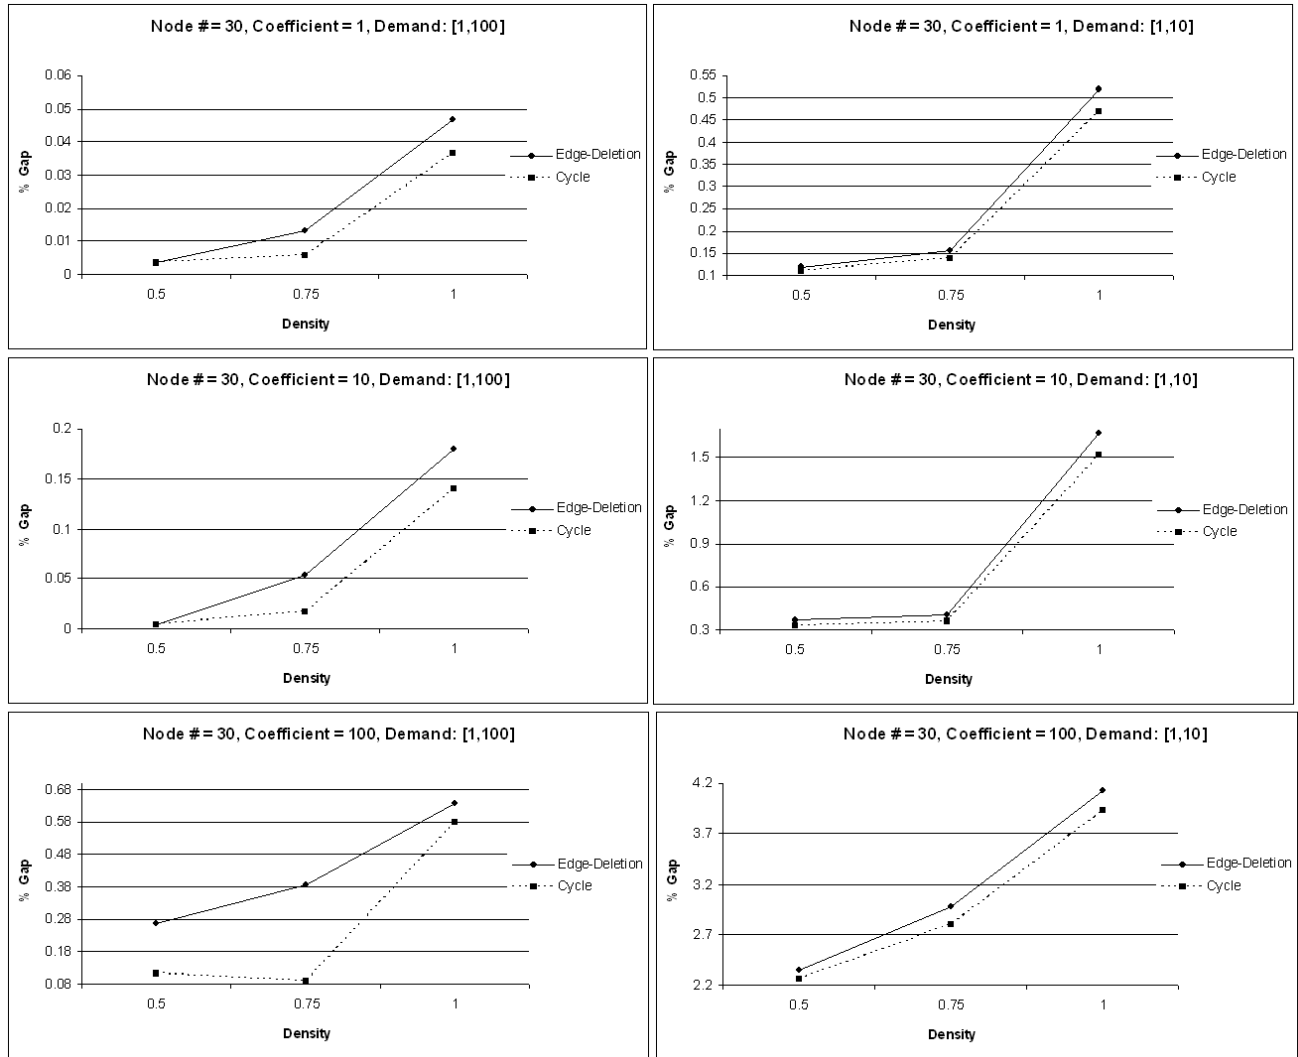 Node # = 30, Coefficient = 1, Demand: [1,100]
% Gap
0.06
0.05
0.04
0.03
0.02
0.01
0
0.5
0.75
1
Density
Edge-Deletion
Cycle
Node # = 30, Coefficient = 1, Demand: [1,10]
% Gap
0.55
0.5
0.45
0.4
0.35
0.3
0.25
0.2
0.15
0.1
0.5
0.75
1
Density
Edge-Deletion
Cycle
Node # = 30, Coefficient = 10, Demand: [1,100]
% Gap
0.2
0.15
0.1
0.05
0
0.5
0.75
1
Density
Edge-Deletion
Cycle
Node # = 30, Coefficient = 10, Demand: [1,10]
% Gap
1.5
1.2
0.9
0.6
0.3
0.5
0.75
1
Density
Edge-Deletion
Cycle
Node # = 30, Coefficient = 100, Demand: [1,100]
% Gap
0.68
0.58
0.48
0.38
0.28
0.18
0.08
0.5
0.75
1
Density
Edge-Deletion
Cycle
Node # = 30, Coefficient = 100, Demand: [1,10]
% Gap
4.2
3.7
3.2
2.7
2.2
0.5
0.75
1
Density
Edge-Deletion
Cycle